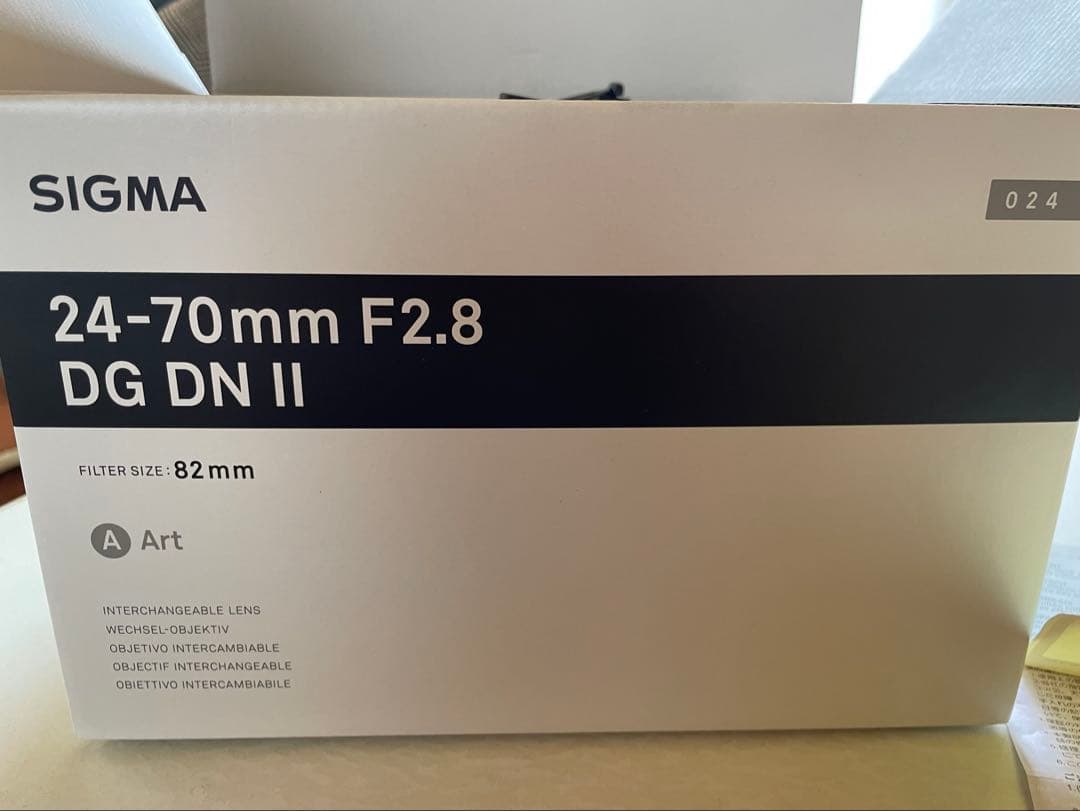 SIGMA
024
24-70mm F2.8
DG DN II
FILTER SIZE: 82mm
A Art
INTERCHANGEABLE LENS
WECHSEL-OBJEKTIV
OBJETIVO INTERCAMBIABLE
OBJECTIF INTERCHANGEABLE
OBIETTIVO INTERCAMBIABILE